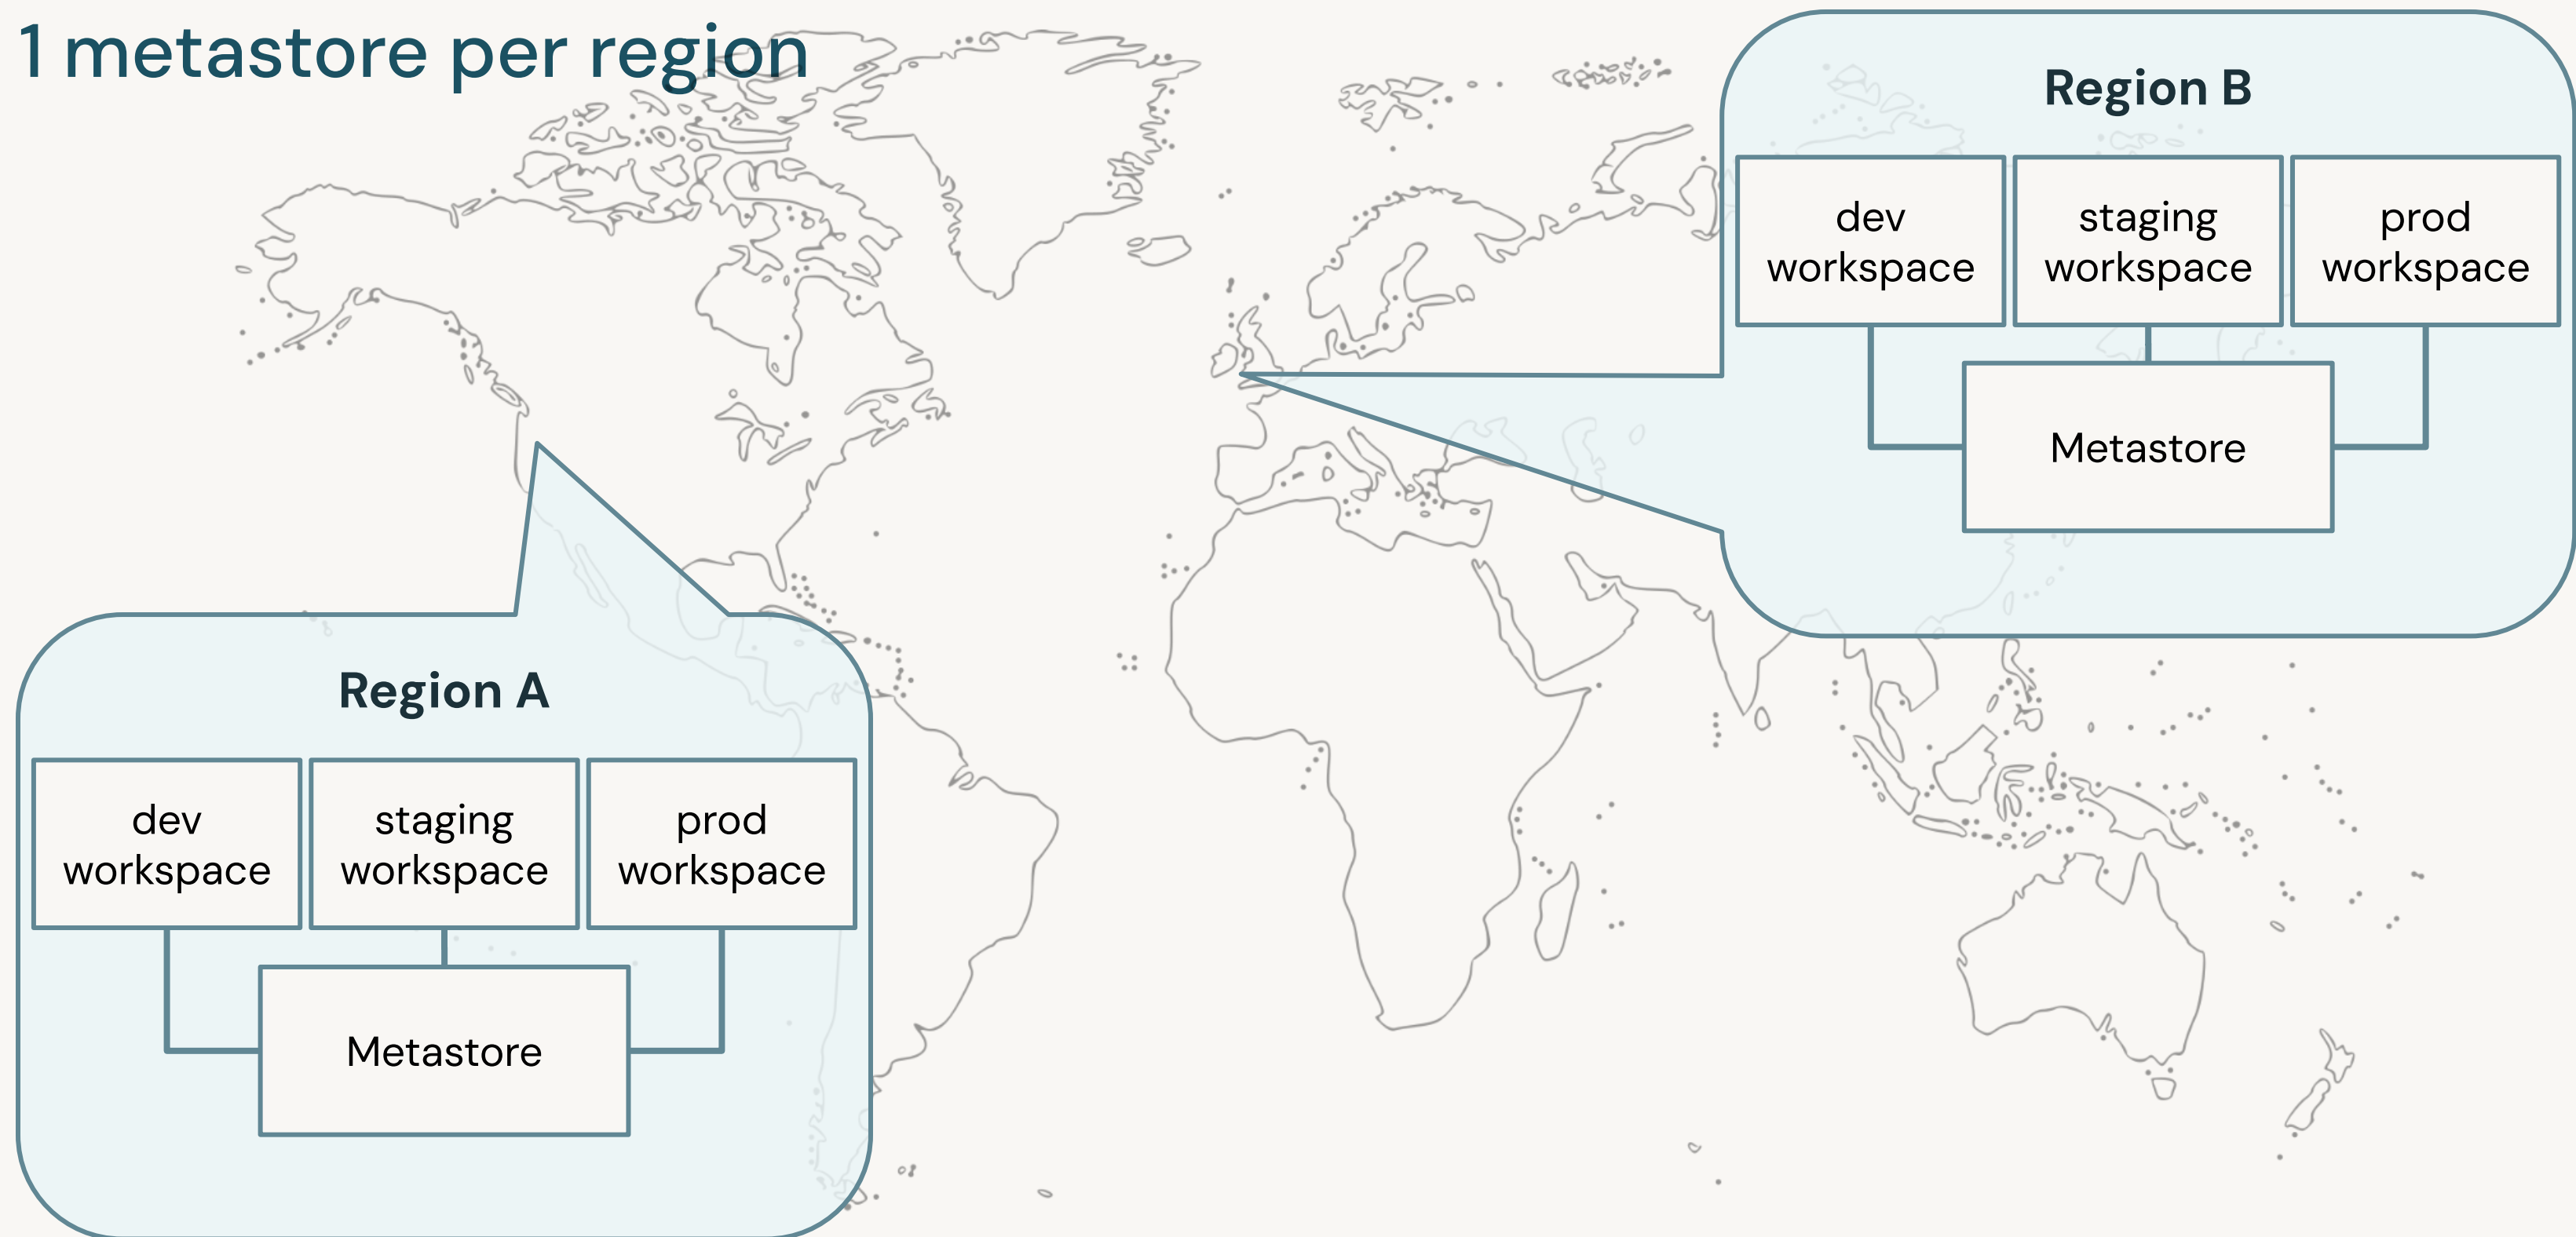 1 metastore per region
Region B
dev
workspace
staging
workspace
prod
workspace
Metastore
Region A
dev
workspace
staging
workspace
prod
workspace
Metastore